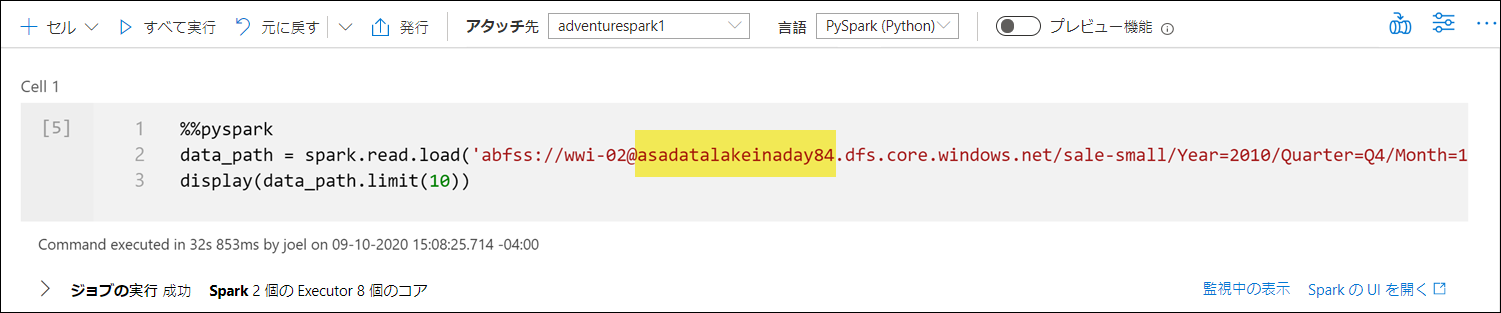 セル すべて実行 元に戻す 発行 アタッチ先 adventurespark1 言語 PySpark (Python) プレビュー機能
Cell 1
[5] 1 %%pyspark
2 data_path = spark.read.load('abfss://wwi-02@asadatalakeinaday84.dfs.core.windows.net/sale-small/Year=2010/Quarter=Q4/Month=1
3 display(data_path.limit(10))
Command executed in 32s 853ms by joel on 09-10-2020 15:08:25.714 -04:00
ジョブの実行 成功 Spark 2 個の Executor 8 個のコア 監視中の表示 Spark の UI を開く